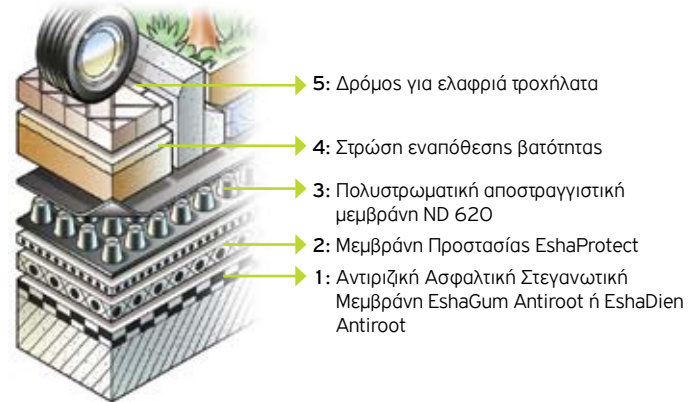 5: Δρόμος για ελαφριά τροχήλατα
4: Στρώση εναπόθεσης βατότητας
3: Πολυστρωματική αποστραγγιστική
μεμβράνη ND 620
2: Μεμβράνη Προστασίας EshaProtect
1: Αντιριζική Ασφαλτική Στεγανωτική
Μεμβράνη EshaGum Antiroot ή EshaDien
Antiroot